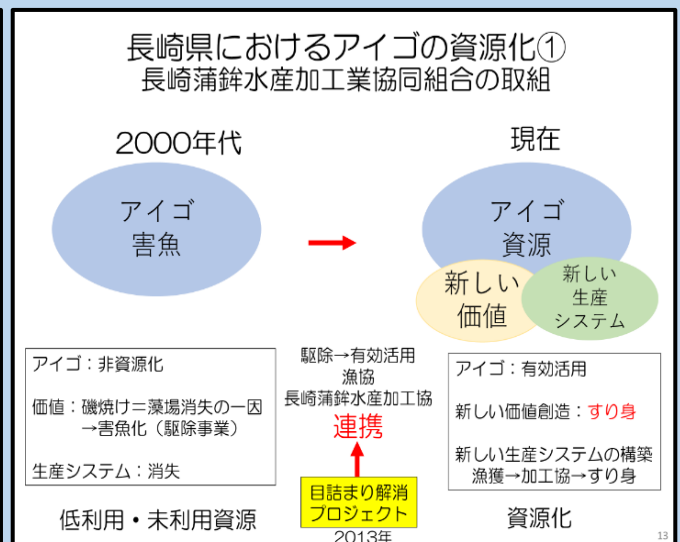 長崎県におけるアイゴの資源化①
長崎蒲鉾水産加工業協同組合の取組
2000年代
現在
アイゴ
害魚
アイゴ
資源
新しい
価値
新しい
生産
システム
アイゴ：非資源化
価値：磯焼け＝藻場消失の一因
→害魚化（駆除事業）
生産システム：消失
低利用・未利用資源
駆除→有効活用
漁協
長崎蒲鉾水産加工協
連携
目詰まり解消
プロジェクト
2013年
アイゴ：有効活用
新しい価値創造：すり身
新しい生産システムの構築
漁獲→加工協→すり身
資源化
13